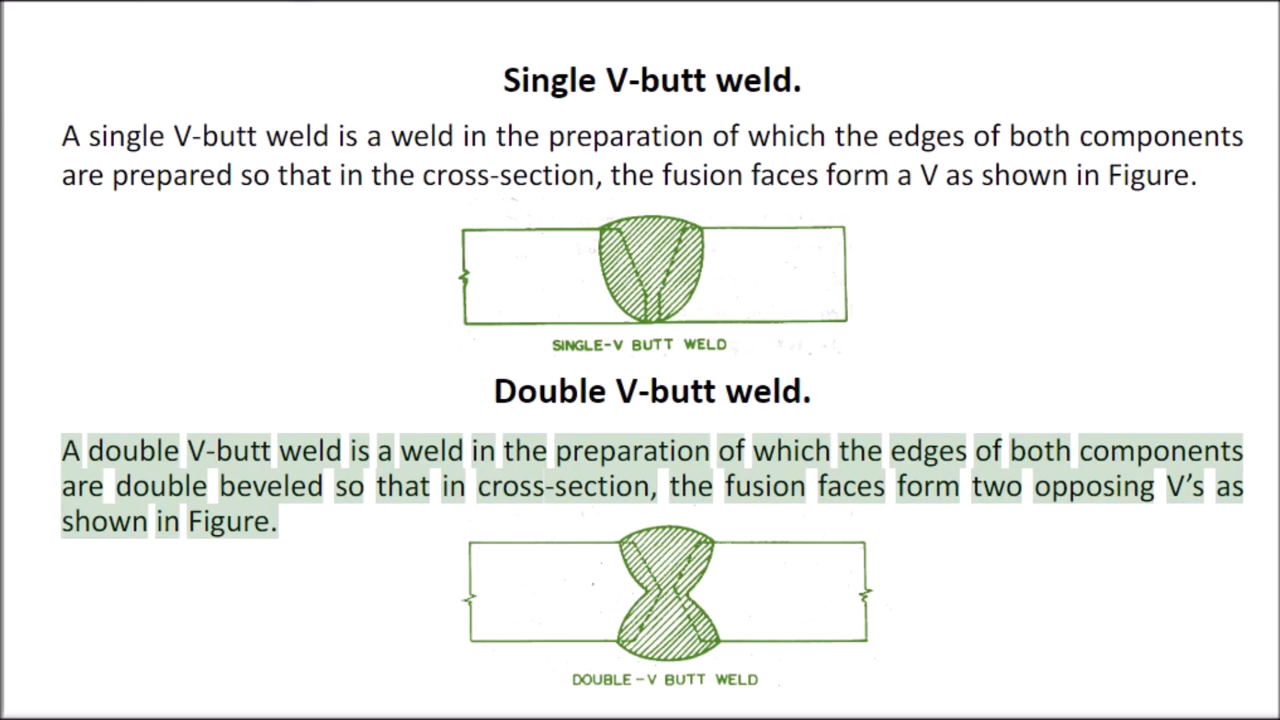 Single V-butt weld.
A single V-butt weld is a weld in the preparation of which the edges of both components
are prepared so that in the cross-section, the fusion faces form a V as shown in Figure.
SINGLE-V BUTT WELD
Double V-butt weld.
A double V-butt weld is a weld in the preparation of which the edges of both components
are double beveled so that in cross-section, the fusion faces form two opposing V’s as
shown in Figure.
DOUBLE-V BUTT WELD